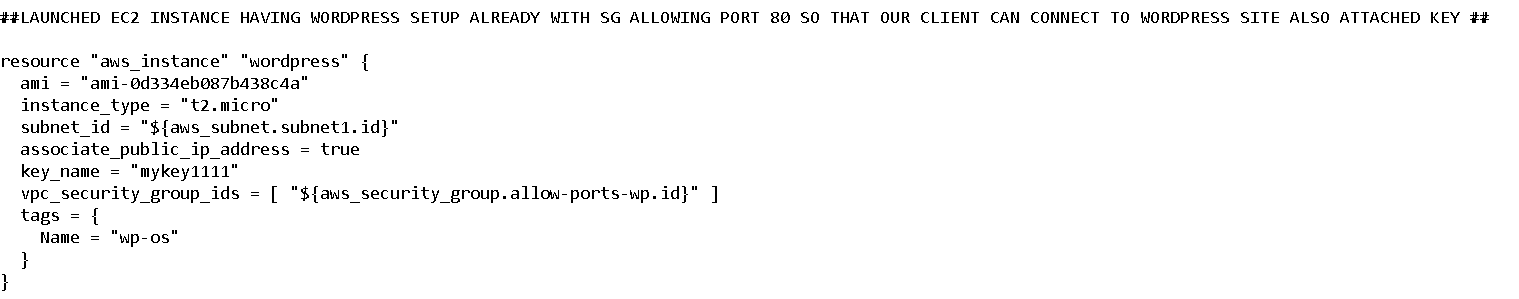 ##LAUNCHED EC2 INSTANCE HAVING WORDPRESS SETUP ALREADY WITH SG ALLOWING PORT 80 SO THAT OUR CLIENT CAN CONNECT TO WORDPRESS SITE ALSO ATTACHED KEY ##
resource "aws_instance" "wordpress" {
  ami = "ami-0d334eb087b438c4a"
  instance_type = "t2.micro"
  subnet_id = "${aws_subnet.subnet1.id}"
  associate_public_ip_address = true
  key_name = "mykey1111"
  vpc_security_group_ids = [ "${aws_security_group.allow-ports-wp.id}" ]
  tags = {
    Name = "wp-os"
  }
}